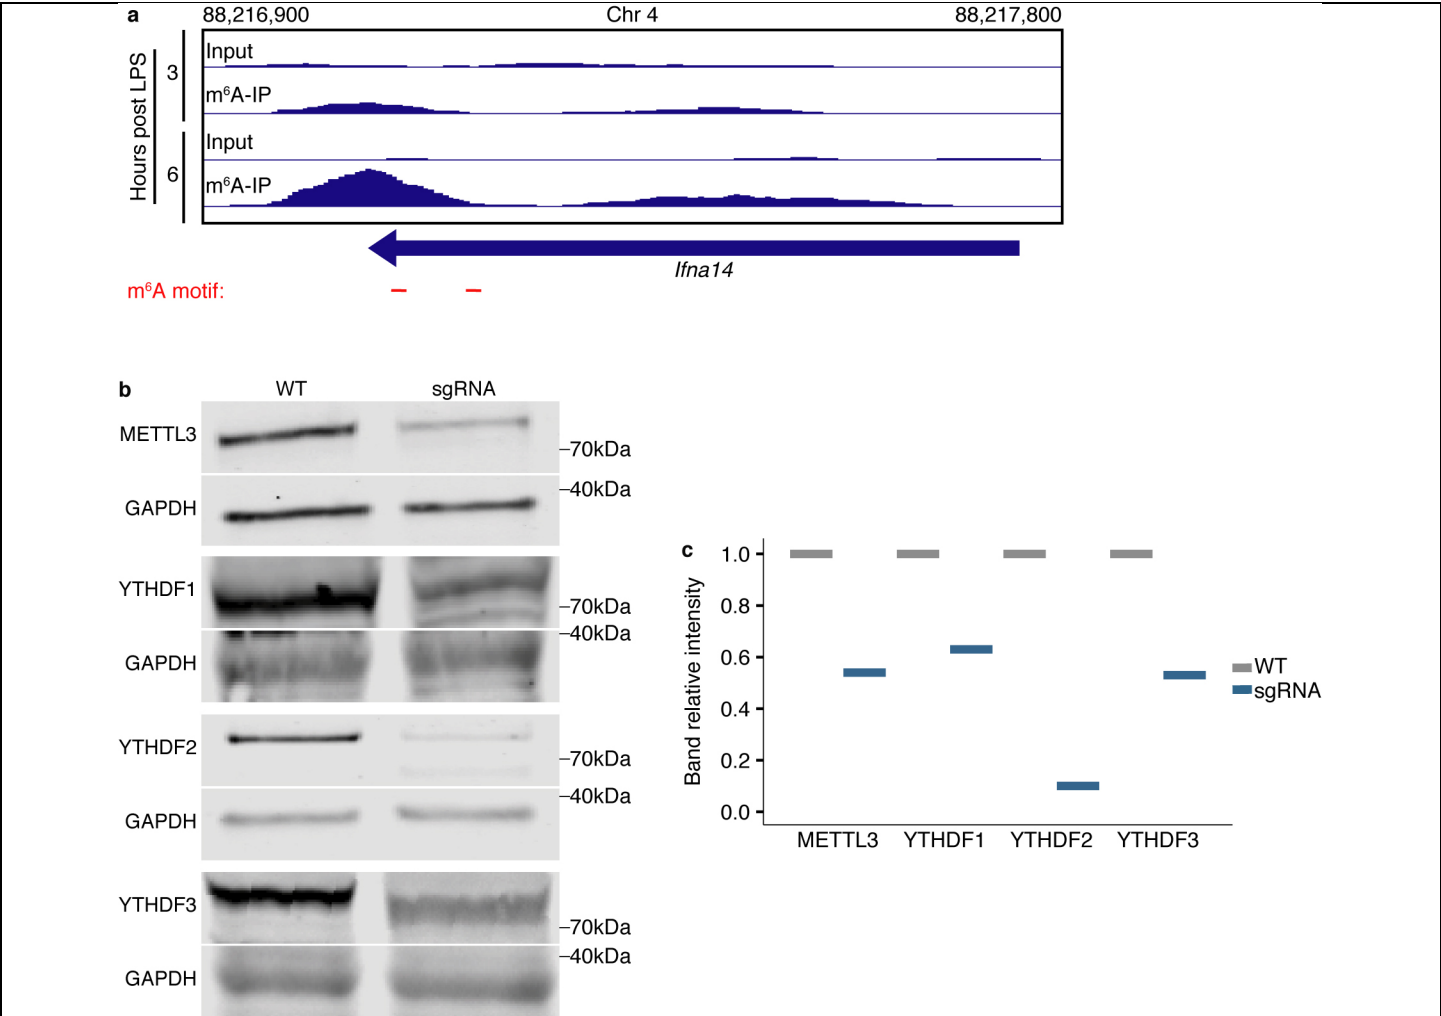 a
88,216,900 Chr 4 88,217,800
Hours post LPS
3
Input
m⁶A-IP
6
Input
m⁶A-IP
Ifna14
m⁶A motif:
b
WT sgRNA
METTL3
–70kDa
–40kDa
GAPDH
YTHDF1
–70kDa
–40kDa
GAPDH
YTHDF2
–70kDa
–40kDa
GAPDH
YTHDF3
–70kDa
–40kDa
GAPDH
c
Band relative intensity
1.0
0.8
0.6
0.4
0.2
0.0
METTL3 YTHDF1 YTHDF2 YTHDF3
WT
sgRNA